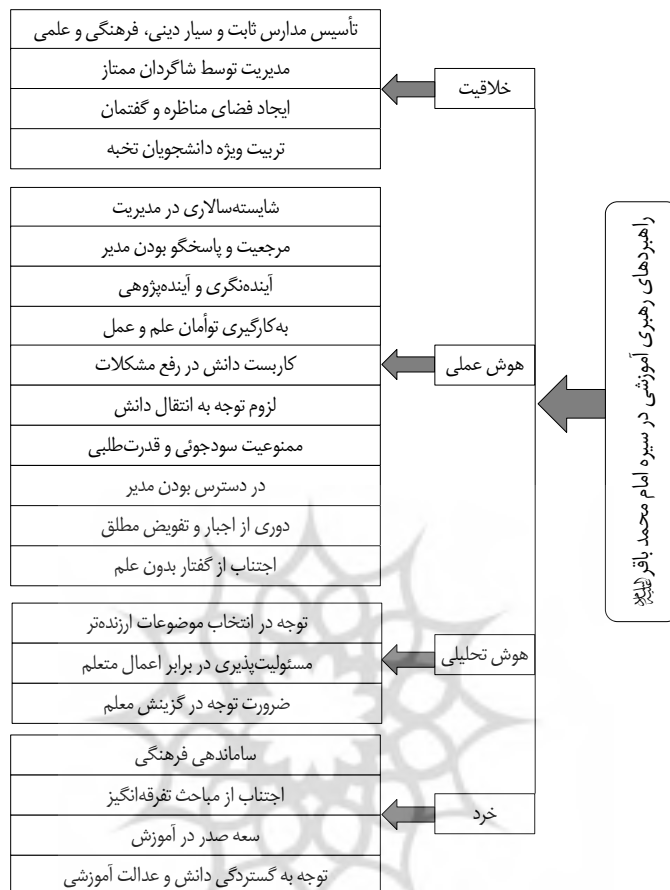 راهبردهای رهبری آموزشی در سیره امام محمد باقر علیه‌السلام
خلاقیت
تأسیس مدارس ثابت و سیار دینی، فرهنگی و علمی
مدیریت توسط شاگردان ممتاز
ایجاد فضای مناظره و گفتمان
تربیت ویژه دانشجویان تخبه
هوش عملی
شایسته‌سالاری در مدیریت
مرجعیت و پاسخگو بودن مدیر
آینده‌نگری و آینده‌پژوهی
به‌کارگیری توأمان علم و عمل
کاربست دانش در رفع مشکلات
لزوم توجه به انتقال دانش
ممنوعیت سودجوئی و قدرت‌طلبی
در دسترس بودن مدیر
دوری از اجبار و تفویض مطلق
اجتناب از گفتار بدون علم
هوش تحلیلی
توجه در انتخاب موضوعات ارزنده‌تر
مسئولیت‌پذیری در برابر اعمال متعلم
ضرورت توجه در گزینش معلم
خرد
ساماندهی فرهنگی
اجتناب از مباحث تفرقه‌انگیز
سعه صدر در آموزش
توجه به گستردگی دانش و عدالت آموزشی